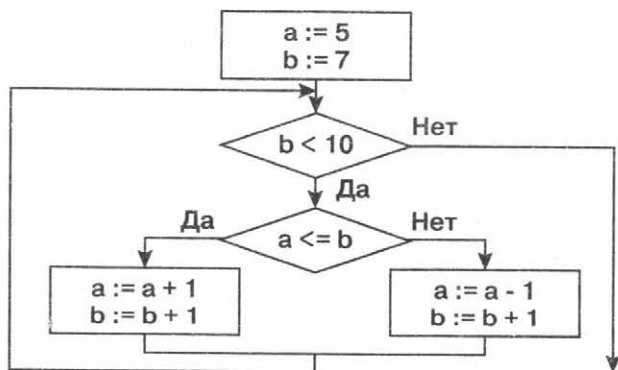 a := 5
b := 7
b < 10
Нет
Да
Да
a <= b
Нет
a := a + 1
b := b + 1
a := a - 1
b := b + 1